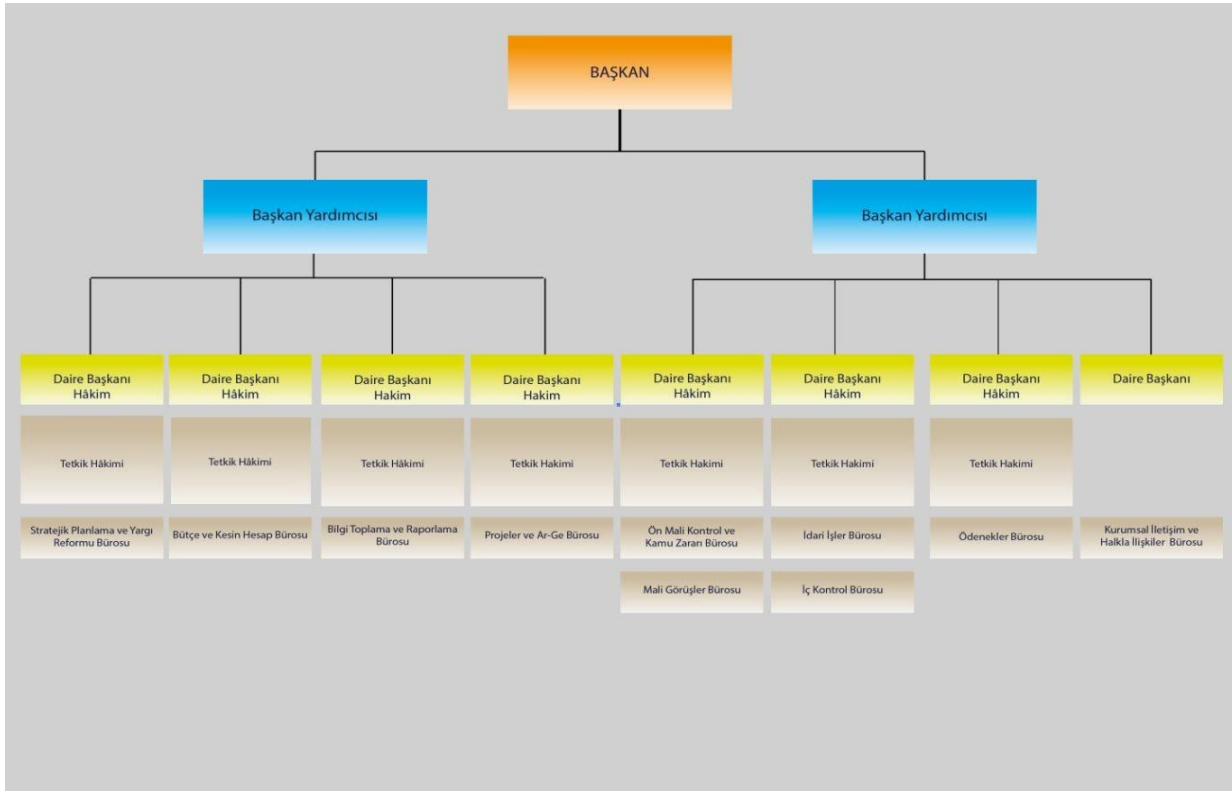 BAŞKAN
Başkan Yardımcısı
Başkan Yardımcısı
Daire Başkanı
Hâkim
Daire Başkanı
Hâkim
Daire Başkanı
Hakim
Daire Başkanı
Hakim
Daire Başkanı
Hâkim
Daire Başkanı
Hâkim
Daire Başkanı
Hâkim
Daire Başkanı
Tetkik Hâkimi
Tetkik Hâkimi
Tetkik Hâkimi
Tetkik Hakimi
Tetkik Hakimi
Tetkik Hakimi
Tetkik Hakimi
Stratejik Planlama ve Yargı
Reformu Bürosu
Bütçe ve Kesin Hesap Bürosu
Bilgi Toplama ve Raporlama
Bürosu
Projeler ve Ar-Ge Bürosu
Ön Mali Kontrol ve
Kamu Zararı Bürosu
İdari İşler Bürosu
Ödenekler Bürosu
Kurumsal İletişim ve
Halkla İlişkiler Bürosu
Mali Görüşler Bürosu
İç Kontrol Bürosu